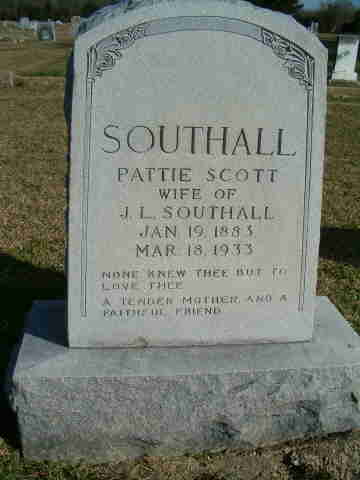 SOUTHALL
PATTIE SCOTT
WIFE OF
J. L. SOUTHALL
JAN. 19, 1883
MAR. 18, 1933
NONE KNEW THEE BUT TO
LOVE THEE
A TENDER MOTHER, AND A
FAITHFUL FRIEND